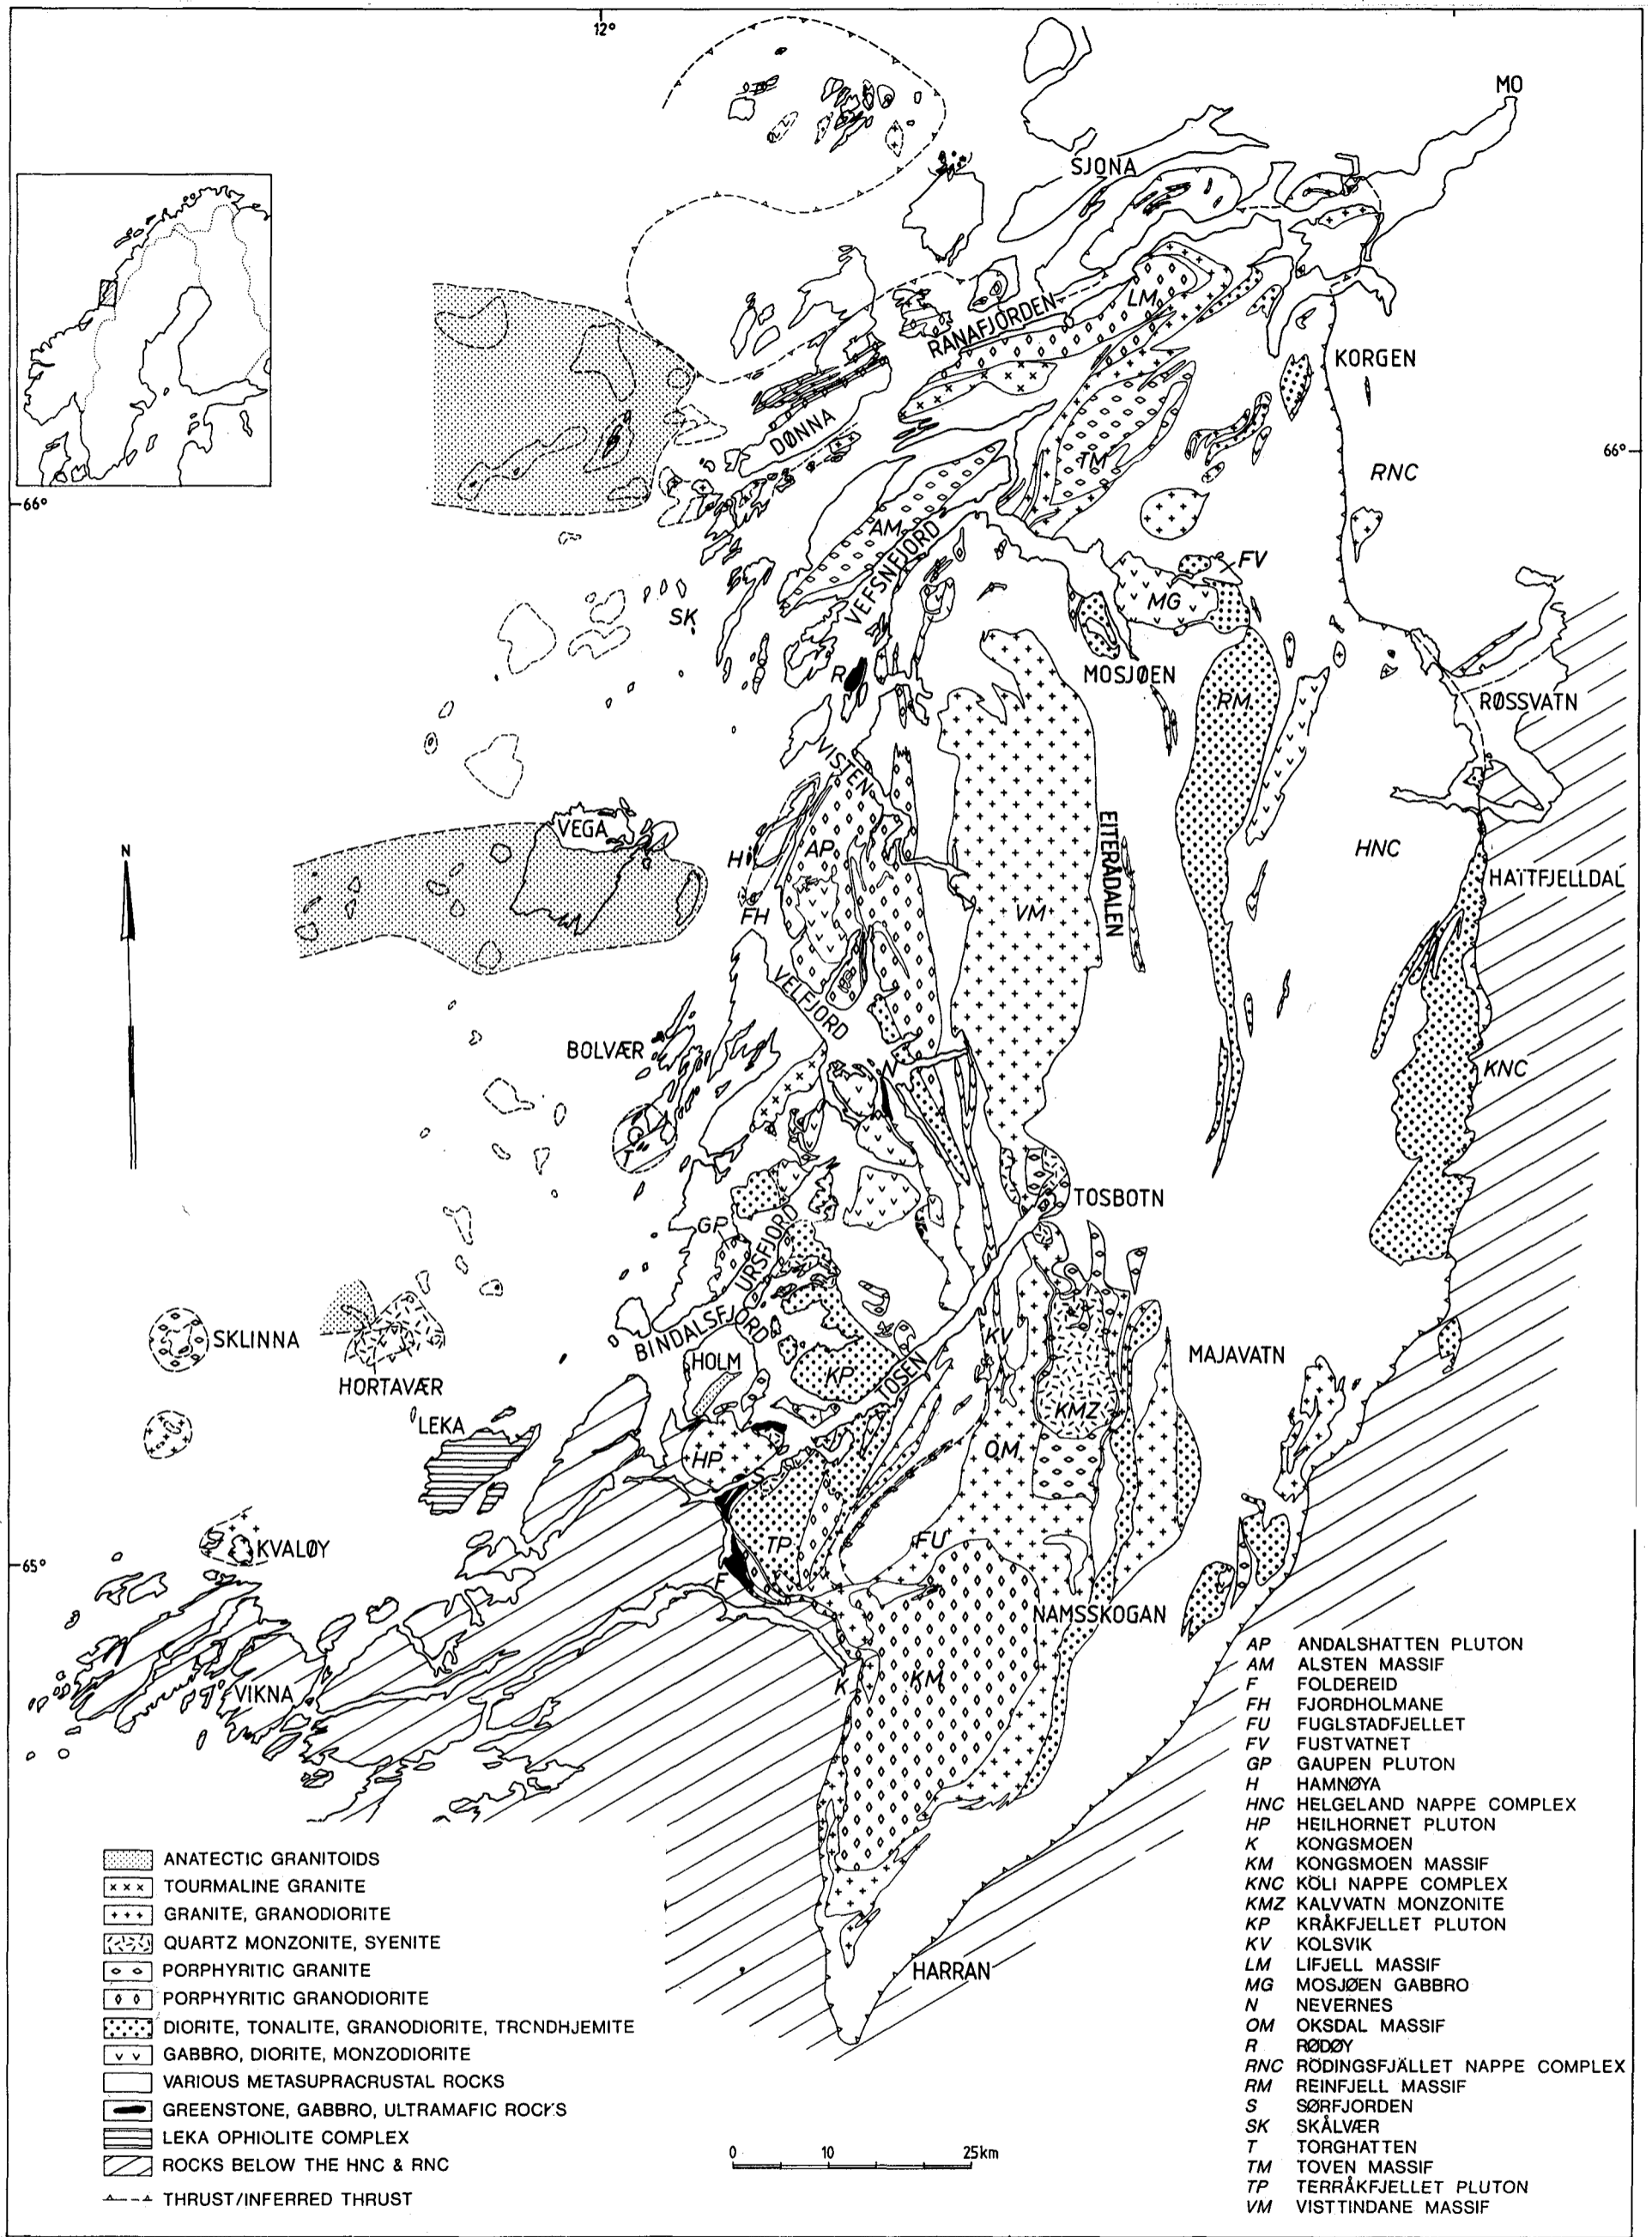 12°
MO
SJONA
LM
RANAFJORDEN
KORGEN
DØNNA
66°
TM
RNC
66°
AM
VEFSNFJORD
FV
MG
SK
R
MOSJØEN
RM
RØSSVATN
VISTEN
N
VEGA
H
AP
EITERÅDALEN
HNC
HATTFJELLDAL
FH
VM
VELFJORD
BOLVÆR
N
KNC
T
TOSBOTN
GP
URSFJORD
SKLINNA
BINDALSFJORD
KV
MAJAVATN
HOLM
KP
TOSEN
HORTAVÆR
LEKA
KMZ
OM
HP
S
KVALØY
TP
FU
65°
F
NAMSSKOGAN
K
KM
VIKNA
HARRAN
ANATECTIC GRANITOIDS
TOURMALINE GRANITE
GRANITE, GRANODIORITE
QUARTZ MONZONITE, SYENITE
PORPHYRITIC GRANITE
PORPHYRITIC GRANODIORITE
DIORITE, TONALITE, GRANODIORITE, TRCNDHJEMITE
GABBRO, DIORITE, MONZODIORITE
VARIOUS METASUPRACRUSTAL ROCKS
GREENSTONE, GABBRO, ULTRAMAFIC ROCKS
LEKA OPHIOLITE COMPLEX
ROCKS BELOW THE HNC & RNC
THRUST/INFERRED THRUST
0 10 25km
AP ANDALSHATTEN PLUTON
AM ALSTEN MASSIF
F FOLDEREID
FH FJORDHOLMANE
FU FUGLSTADFJELLET
FV FUSTVATNET
GP GAUPEN PLUTON
H HAMNØYA
HNC HELGELAND NAPPE COMPLEX
HP HEILHORNET PLUTON
K KONGSMOEN
KM KONGSMOEN MASSIF
KNC KÖLI NAPPE COMPLEX
KMZ KALVVATN MONZONITE
KP KRÅKFJELLET PLUTON
KV KOLSVIK
LM LIFJELL MASSIF
MG MOSJØEN GABBRO
N NEVERNES
OM OKSDAL MASSIF
R RØDØY
RNC RÖDINGSFJÄLLET NAPPE COMPLEX
RM REINFJELL MASSIF
S SØRFJORDEN
SK SKÅLVÆR
T TORGHATTEN
TM TOVEN MASSIF
TP TERRÅKFJELLET PLUTON
VM VISTTINDANE MASSIF